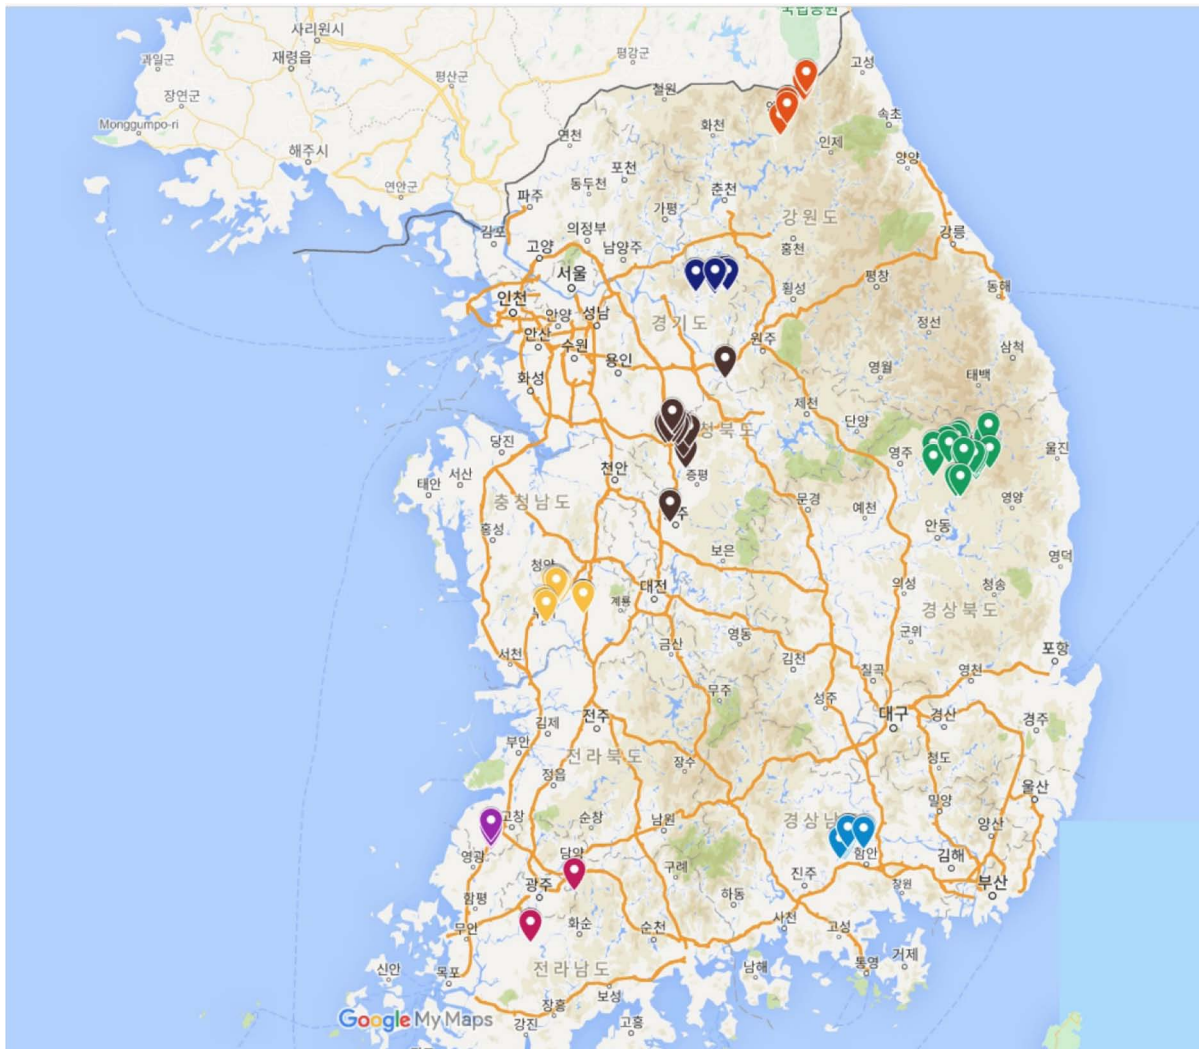 국립공원
사리원시
과일군
재령읍
평산군
평강군
고성
장연군
철원
속초
Monggumpo-ri
해주시
연천
화천
인제
포천
양양
연안군
동두천
춘천
파주
가평
강원도
김포
의정부
고양
남양주
홍천
강릉
서울
평창
동해
인천
횡성
안양
성남
경기도
정선
안산
수원
원주
삼척
용인
영월
화성
태백
제천
단양
당진
청북도
울진
천안
영주
서산
증평
태안
충청남도
문경
영양
예천
주
안동
홍성
보은
영덕
청양
대전
의성
청송
계룡
경상북도
영동
군위
금산
서천
김천
포항
칠곡
영천
무주
성주
대구
김제
전주
경산
경주
부안
전라북도
장수
청도
정읍
울산
밀양
고창
순창
남원
경상남
양산
담양
영광
구례
함안
김해
진주
광주
창원
부산
함평
하동
무안
화순
순천
사천
고성
거제
신안
목포
전라남도
남해
통영
보성
장흥
Google My Maps
강진
고흥